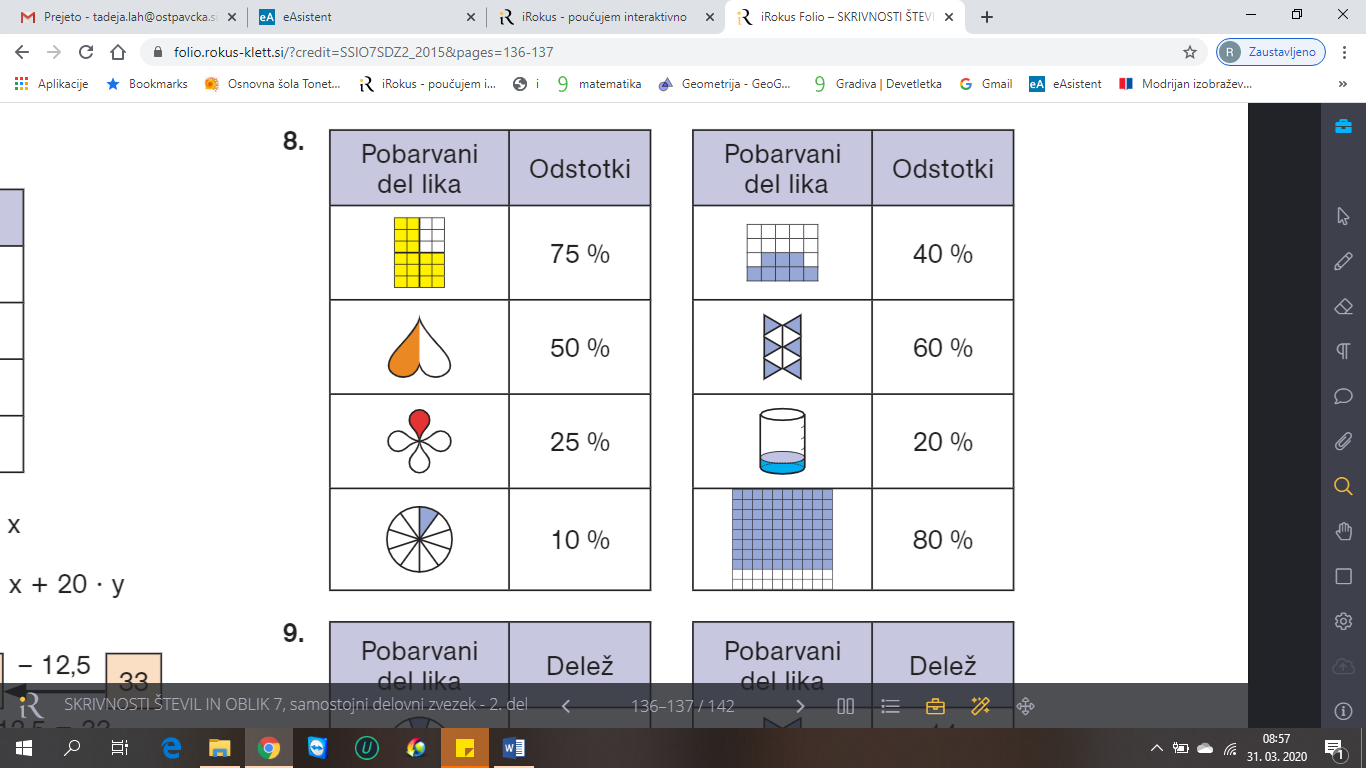 Prejeto - tadeja.lah@ostpavcka.s
eAsistent
iRokus - poučujem interaktivno
iRokus Folio – SKRIVNOSTI ŠTEVI
folio.rokus-klett.si/?credit=SSIO7SDZ2_2015&pages=136-137
R Zaustavljeno
Aplikacije
Bookmarks
Osnovna šola Tonet...
iRokus - poučujem i...
i
matematika
Geometrija - GeoG...
Gradiva | Devetletka
Gmail
eAsistent
Modrijan izobražev...
8.
Pobarvani del lika Odstotki
75 %
50 %
25 %
10 %
Pobarvani del lika Odstotki
40 %
60 %
20 %
80 %
x
x + 20 · y
– 12,5 33
9.
Pobarvani del lika Delež
Pobarvani del lika Delež
SKRIVNOSTI ŠTEVIL IN OBLIK 7, samostojni delovni zvezek - 2. del
136–137 / 142
08:57
31. 03. 2020